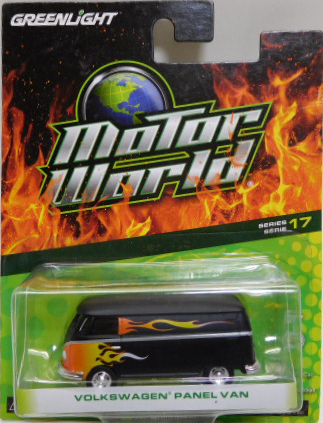 GREENLIGHT
MOTOR
WORLD®
SERIES 17
SÉRIE
VOLKSWAGEN® PANEL VAN